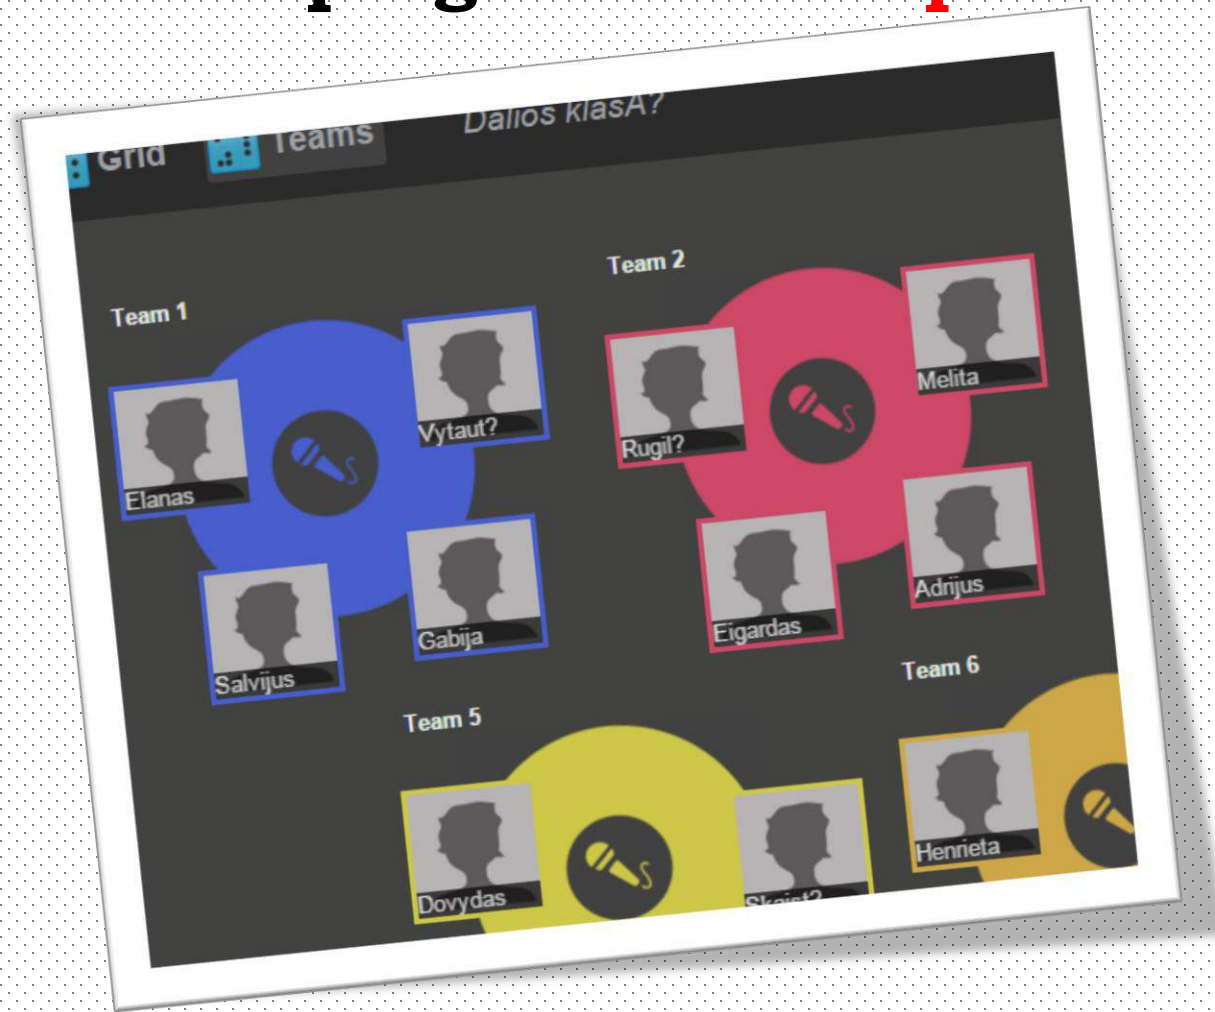 Grid
Teams
Dalios klasA?
Team 1
Team 2
Elanas
Vytaut?
Rugil?
Melita
Salvijus
Gabija
Eigardas
Adrijus
Team 5
Team 6
Dovydas
Skaist?
Henrieta